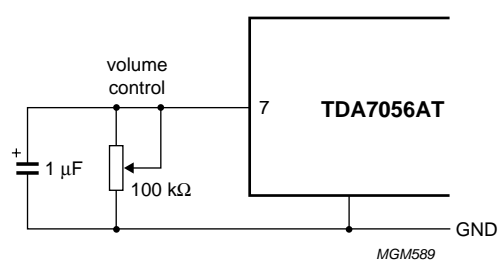 volume
control
7
TDA7056AT
+
1 μF
100 kΩ
GND
MGM589